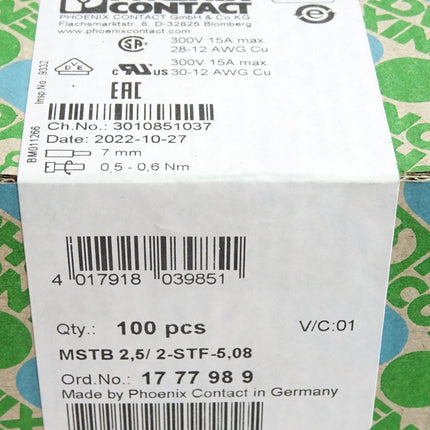 CONTACT
PHOENIX CONTACT GmbH & Co KG
Flachsmarktstr. 8, D-32825 Blomberg
www.phoenixcontact.com
300V 15A max.
28-12 AWG Cu
300V 15A max
30-12 AWG Cu
Insp.No.: 9332
EAC
Ch.No.: 3010851037
Date: 2022-10-27
7 mm
0,5 - 0,6 Nm
BM011266
4 017918 039851
Qty.: 100 pcs V/C:01
MSTB 2,5/ 2-STF-5,08
Ord.No.: 17 77 98 9
Made by Phoenix Contact in Germany